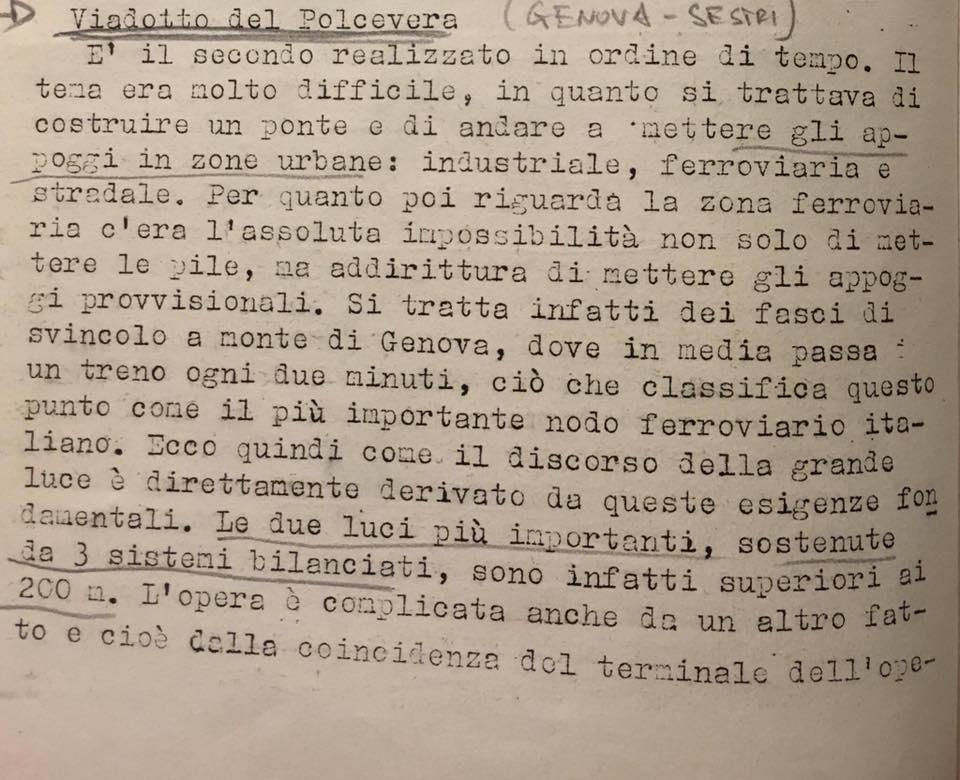 Viadotto del Polcevera (GENOVA - SESTRI)
E' il secondo realizzato in ordine di tempo. Il
tema era molto difficile, in quanto si trattava di
costruire un ponte e di andare a mettere gli ap-
poggi in zone urbane: industriale, ferroviaria e
stradale. Per quanto poi riguarda la zona ferrovia-
ria c'era l'assoluta impossibilità non solo di met-
tere le pile, ma addirittura di mettere gli appog-
gi provvisionali. Si tratta infatti dei fasci di
svincolo a monte di Genova, dove in media passa
un treno ogni due minuti, ciò che classifica questo
punto come il più importante nodo ferroviario ita-
liano. Ecco quindi come il discorso della grande
luce è direttamente derivato da queste esigenze fon
damentali. Le due luci più importanti, sostenute
da 3 sistemi bilanciati, sono infatti superiori ai
200 m. L'opera è complicata anche da un altro fat-
to e cioè dalla coincidenza del terminale dell'ope-